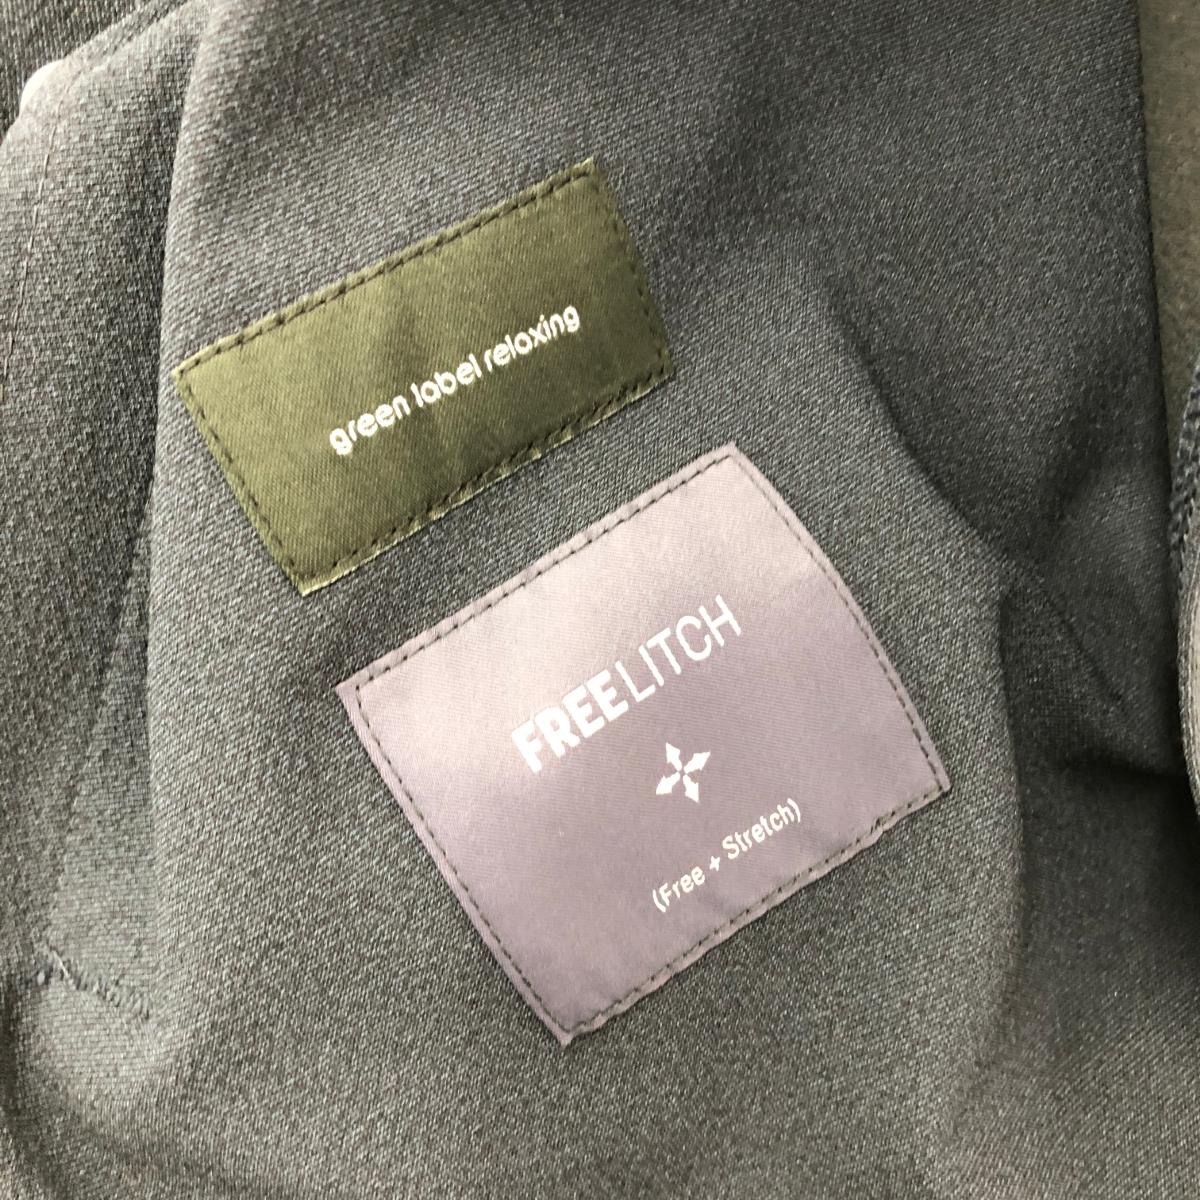 green label relaxing
FREELITCH
(Free + Stretch)